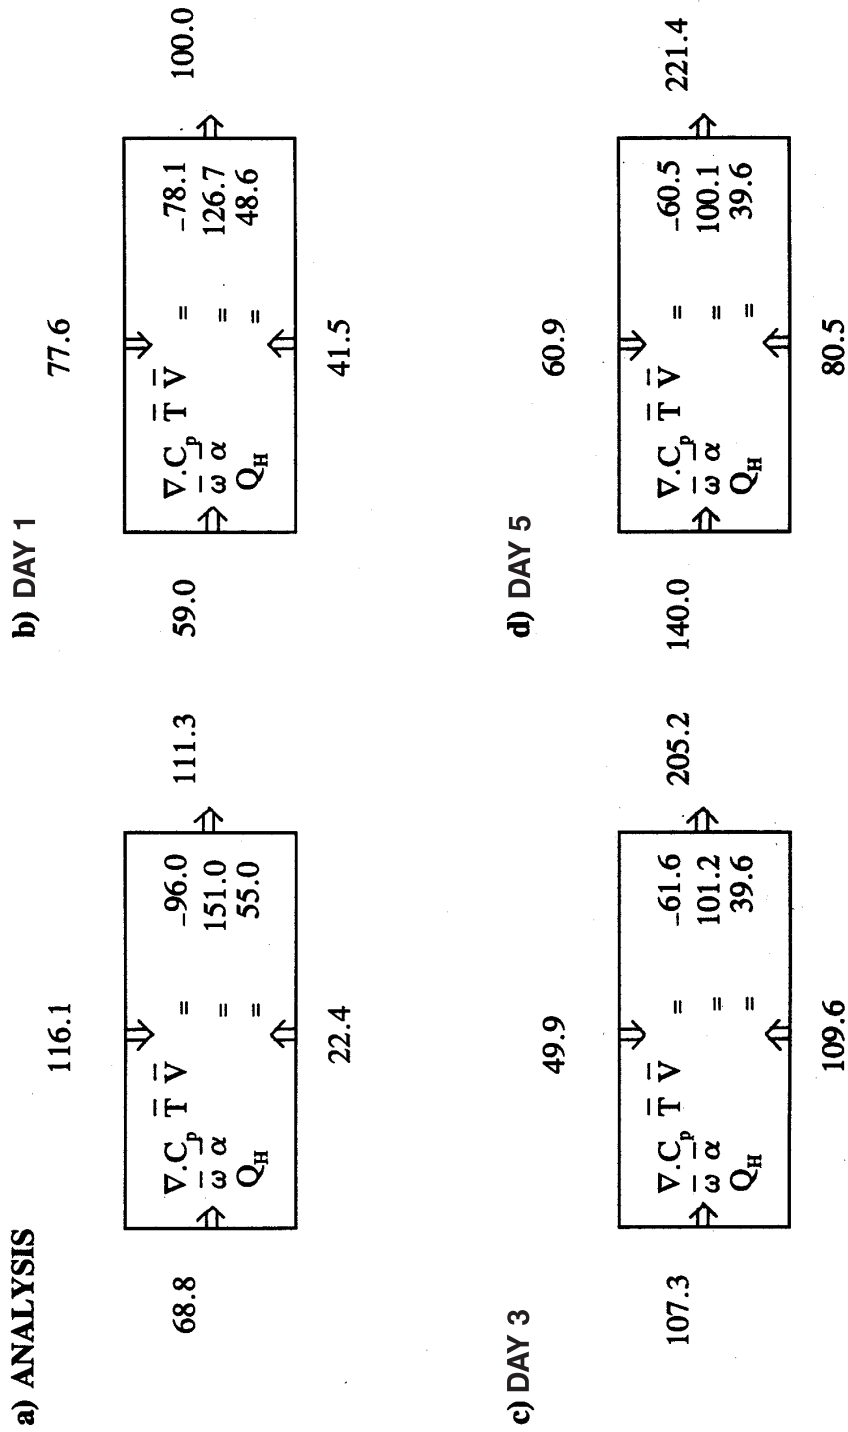 a) ANALYSIS
116.1
68.8
∇.C_p T̅ V̅ = –96.0
ω̅ α̅ = 151.0
Q_H = 55.0
111.3
22.4
b) DAY 1
77.6
59.0
∇.C_p T̅ V̅ = –78.1
ω̅ α̅ = 126.7
Q_H = 48.6
100.0
41.5
c) DAY 3
49.9
107.3
∇.C_p T̅ V̅ = –61.6
ω̅ α̅ = 101.2
Q_H = 39.6
205.2
109.6
d) DAY 5
60.9
140.0
∇.C_p T̅ V̅ = –60.5
ω̅ α̅ = 100.1
Q_H = 39.6
221.4
80.5